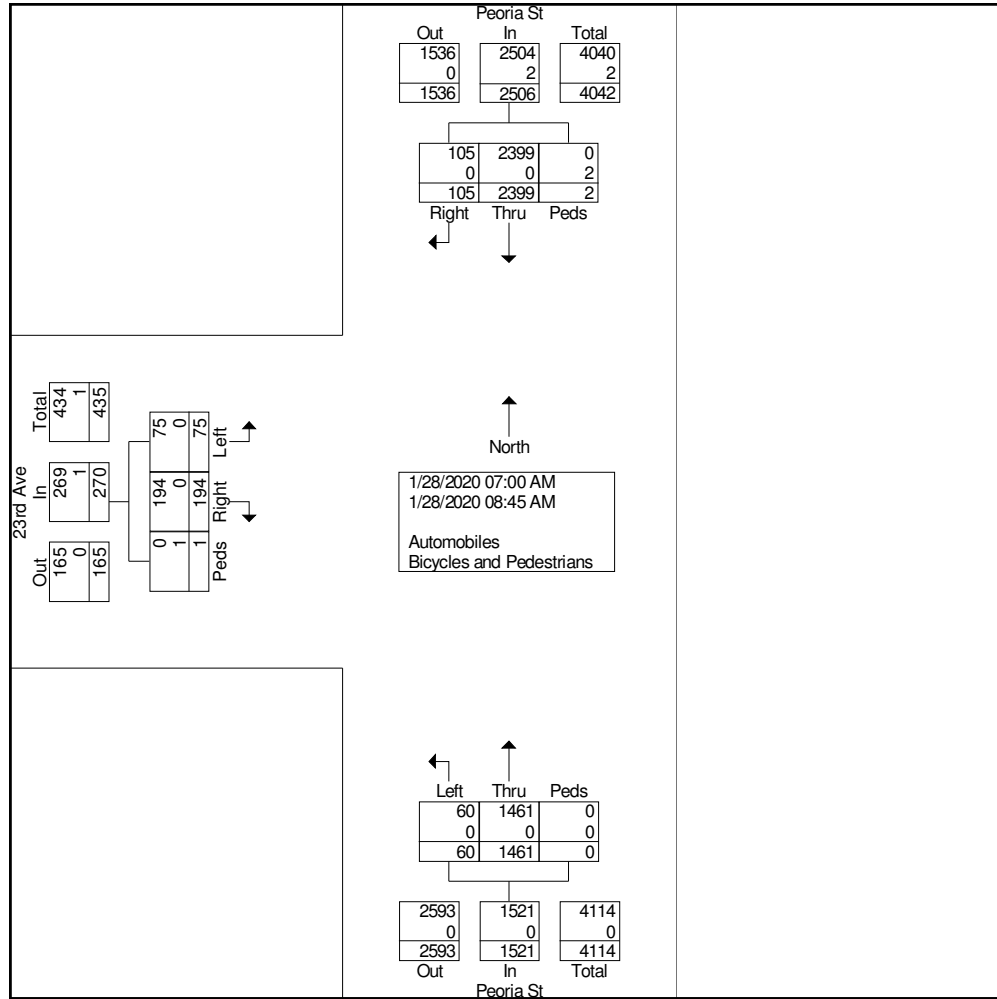 Peoria St
Out In Total
1536 2504 4040
0 2 2
1536 2506 4042
105 2399 0
0 0 2
105 2399 2
Right Thru Peds
23rd Ave
Out In Total
165 269 434
0 1 1
165 270 435
0 194 75
1 0 0
1 194 75
Peds Right Left
North
1/28/2020 07:00 AM
1/28/2020 08:45 AM
Automobiles
Bicycles and Pedestrians
Left Thru Peds
60 1461 0
0 0 0
60 1461 0
2593 1521 4114
0 0 0
2593 1521 4114
Out In Total
Peoria St